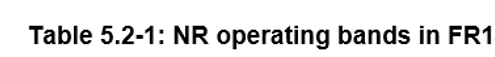 Table 5.2-1: NR operating bands in FR1